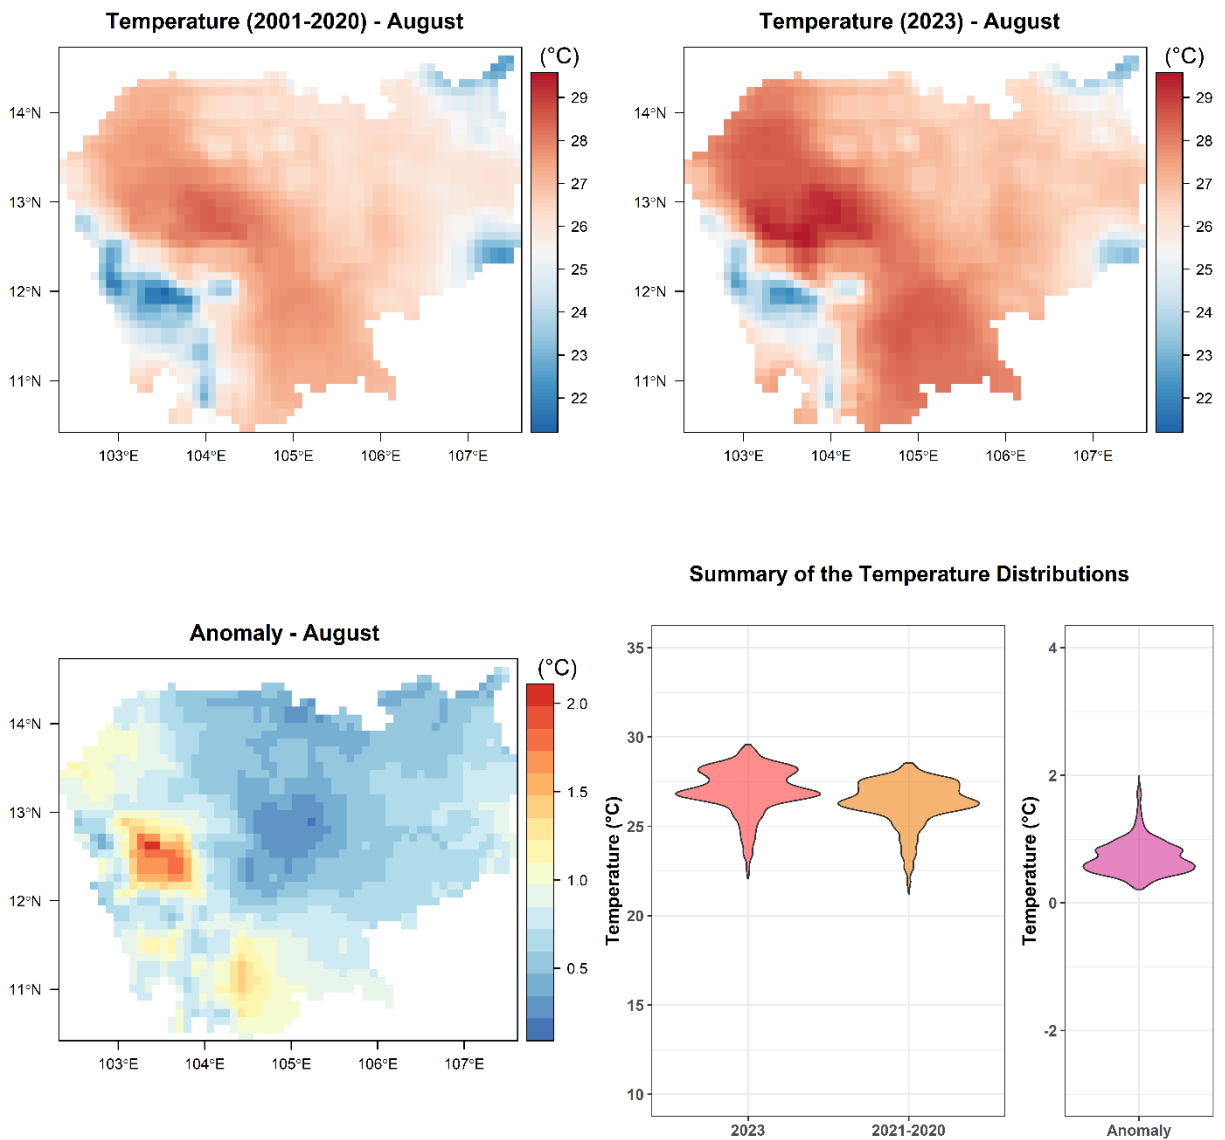 Temperature (2001-2020) - August
(°C)
29
28
27
26
25
24
23
22
14°N
13°N
12°N
11°N
103°E 104°E 105°E 106°E 107°E
Temperature (2023) - August
(°C)
29
28
27
26
25
24
23
22
14°N
13°N
12°N
11°N
103°E 104°E 105°E 106°E 107°E
Anomaly - August
(°C)
2.0
1.5
1.0
0.5
14°N
13°N
12°N
11°N
103°E 104°E 105°E 106°E 107°E
Summary of the Temperature Distributions
Temperature (°C)
35
30
25
20
15
10
2023 2021-2020
Temperature (°C)
4
2
0
-2
Anomaly